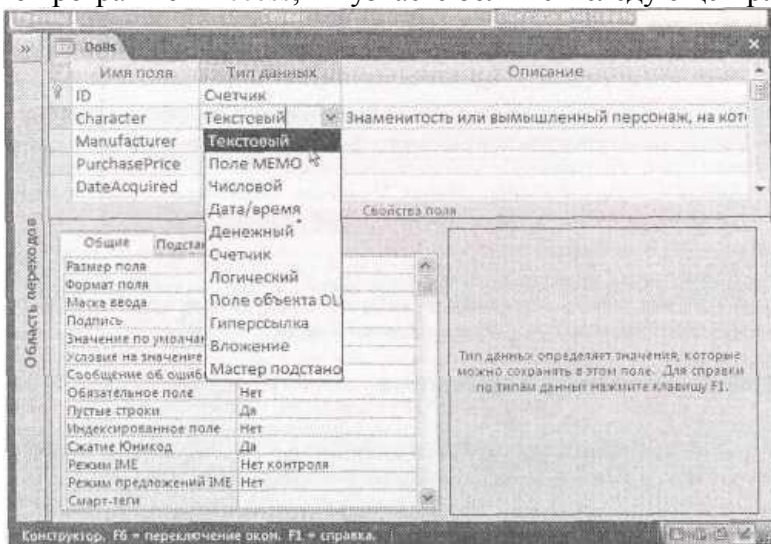 Dolls
Имя поля Тип данных Описание
ID Счетчик
Character Текстовый Знаменитость или вымышленный персонаж, на кото
Manufacturer Текстовый
PurchasePrice Поле МЕМО
DateAcquired Числовой
Дата/время
Свойства поля
Денежный
Счетчик
Логический
Поле объекта OL
Гиперссылка
Вложение
Мастер подстано
Область переходов
Общие Подстан
Размер поля
Формат поля
Маска ввода
Подпись
Значение по умолчан
Условие на значение
Сообщение об ошиб
Обязательное поле Нет
Пустые строки Да
Индексированное поле Нет
Сжатие Юникод Да
Режим IME Нет контроля
Режим предложений IME Нет
Смарт-теги
Тип данных определяет значения, которые
можно сохранять в этом поле. Для справки
по типам данных нажмите клавишу F1.
Конструктор. F6 = переключение окон. F1 = справка.